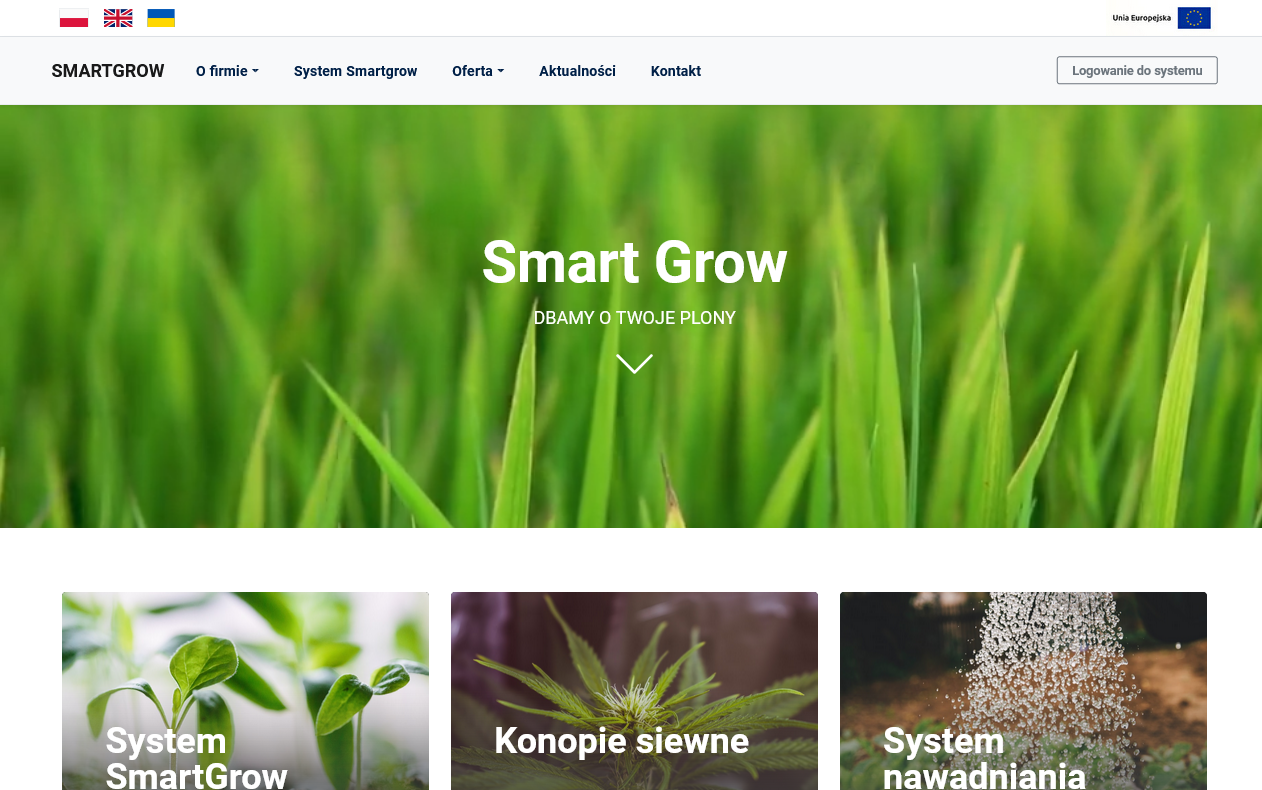 Unia Europejska
SMARTGROW
O firmie
System Smartgrow
Oferta
Aktualności
Kontakt
Logowanie do systemu
Smart Grow
DBAMY O TWOJE PLONY
System
SmartGrow
Konopie siewne
System
nawadniania